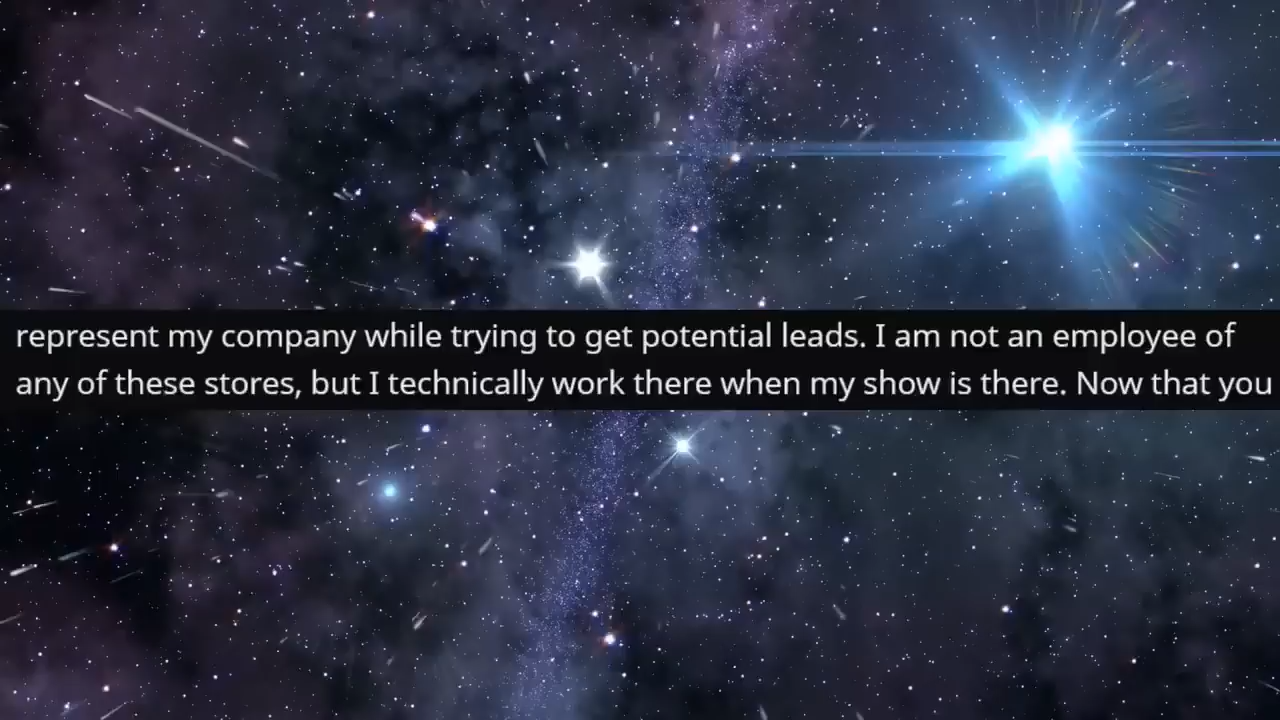 represent my company while trying to get potential leads. I am not an employee of
any of these stores, but I technically work there when my show is there. Now that you